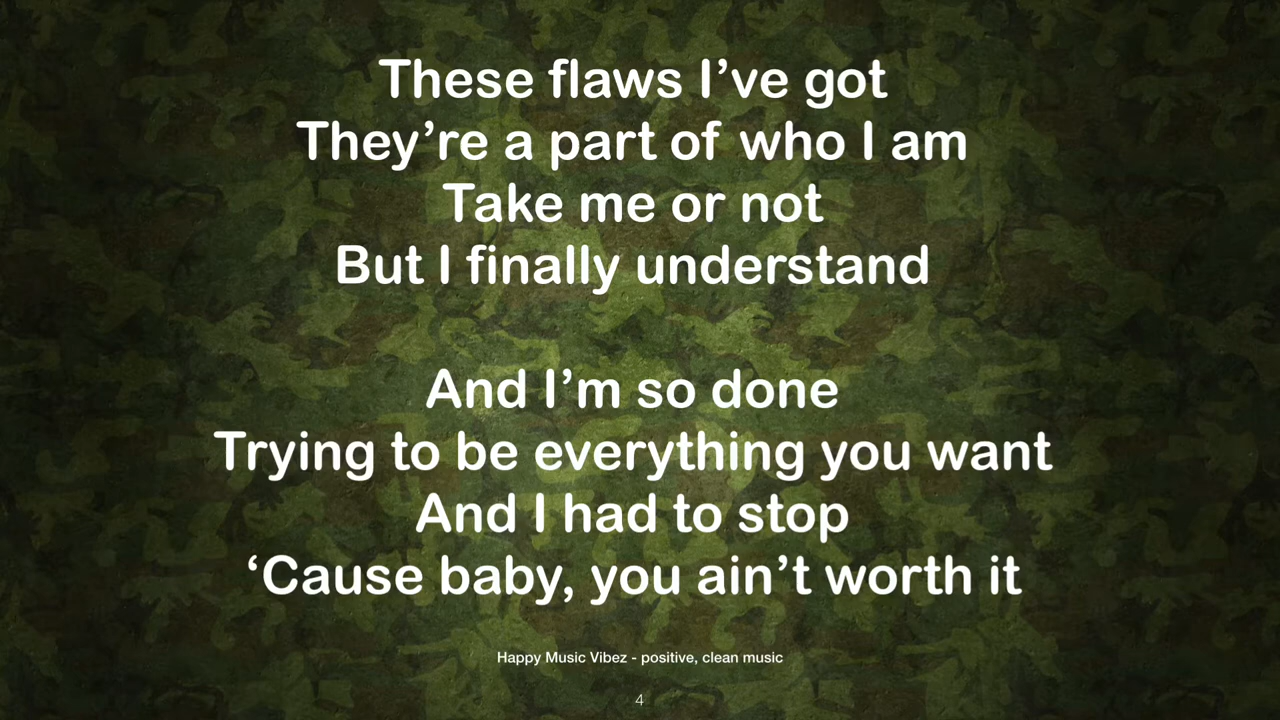 These flaws I’ve got
They’re a part of who I am
Take me or not
But I finally understand
And I’m so done
Trying to be everything you want
And I had to stop
‘Cause baby, you ain’t worth it
Happy Music Vibez - positive, clean music
4